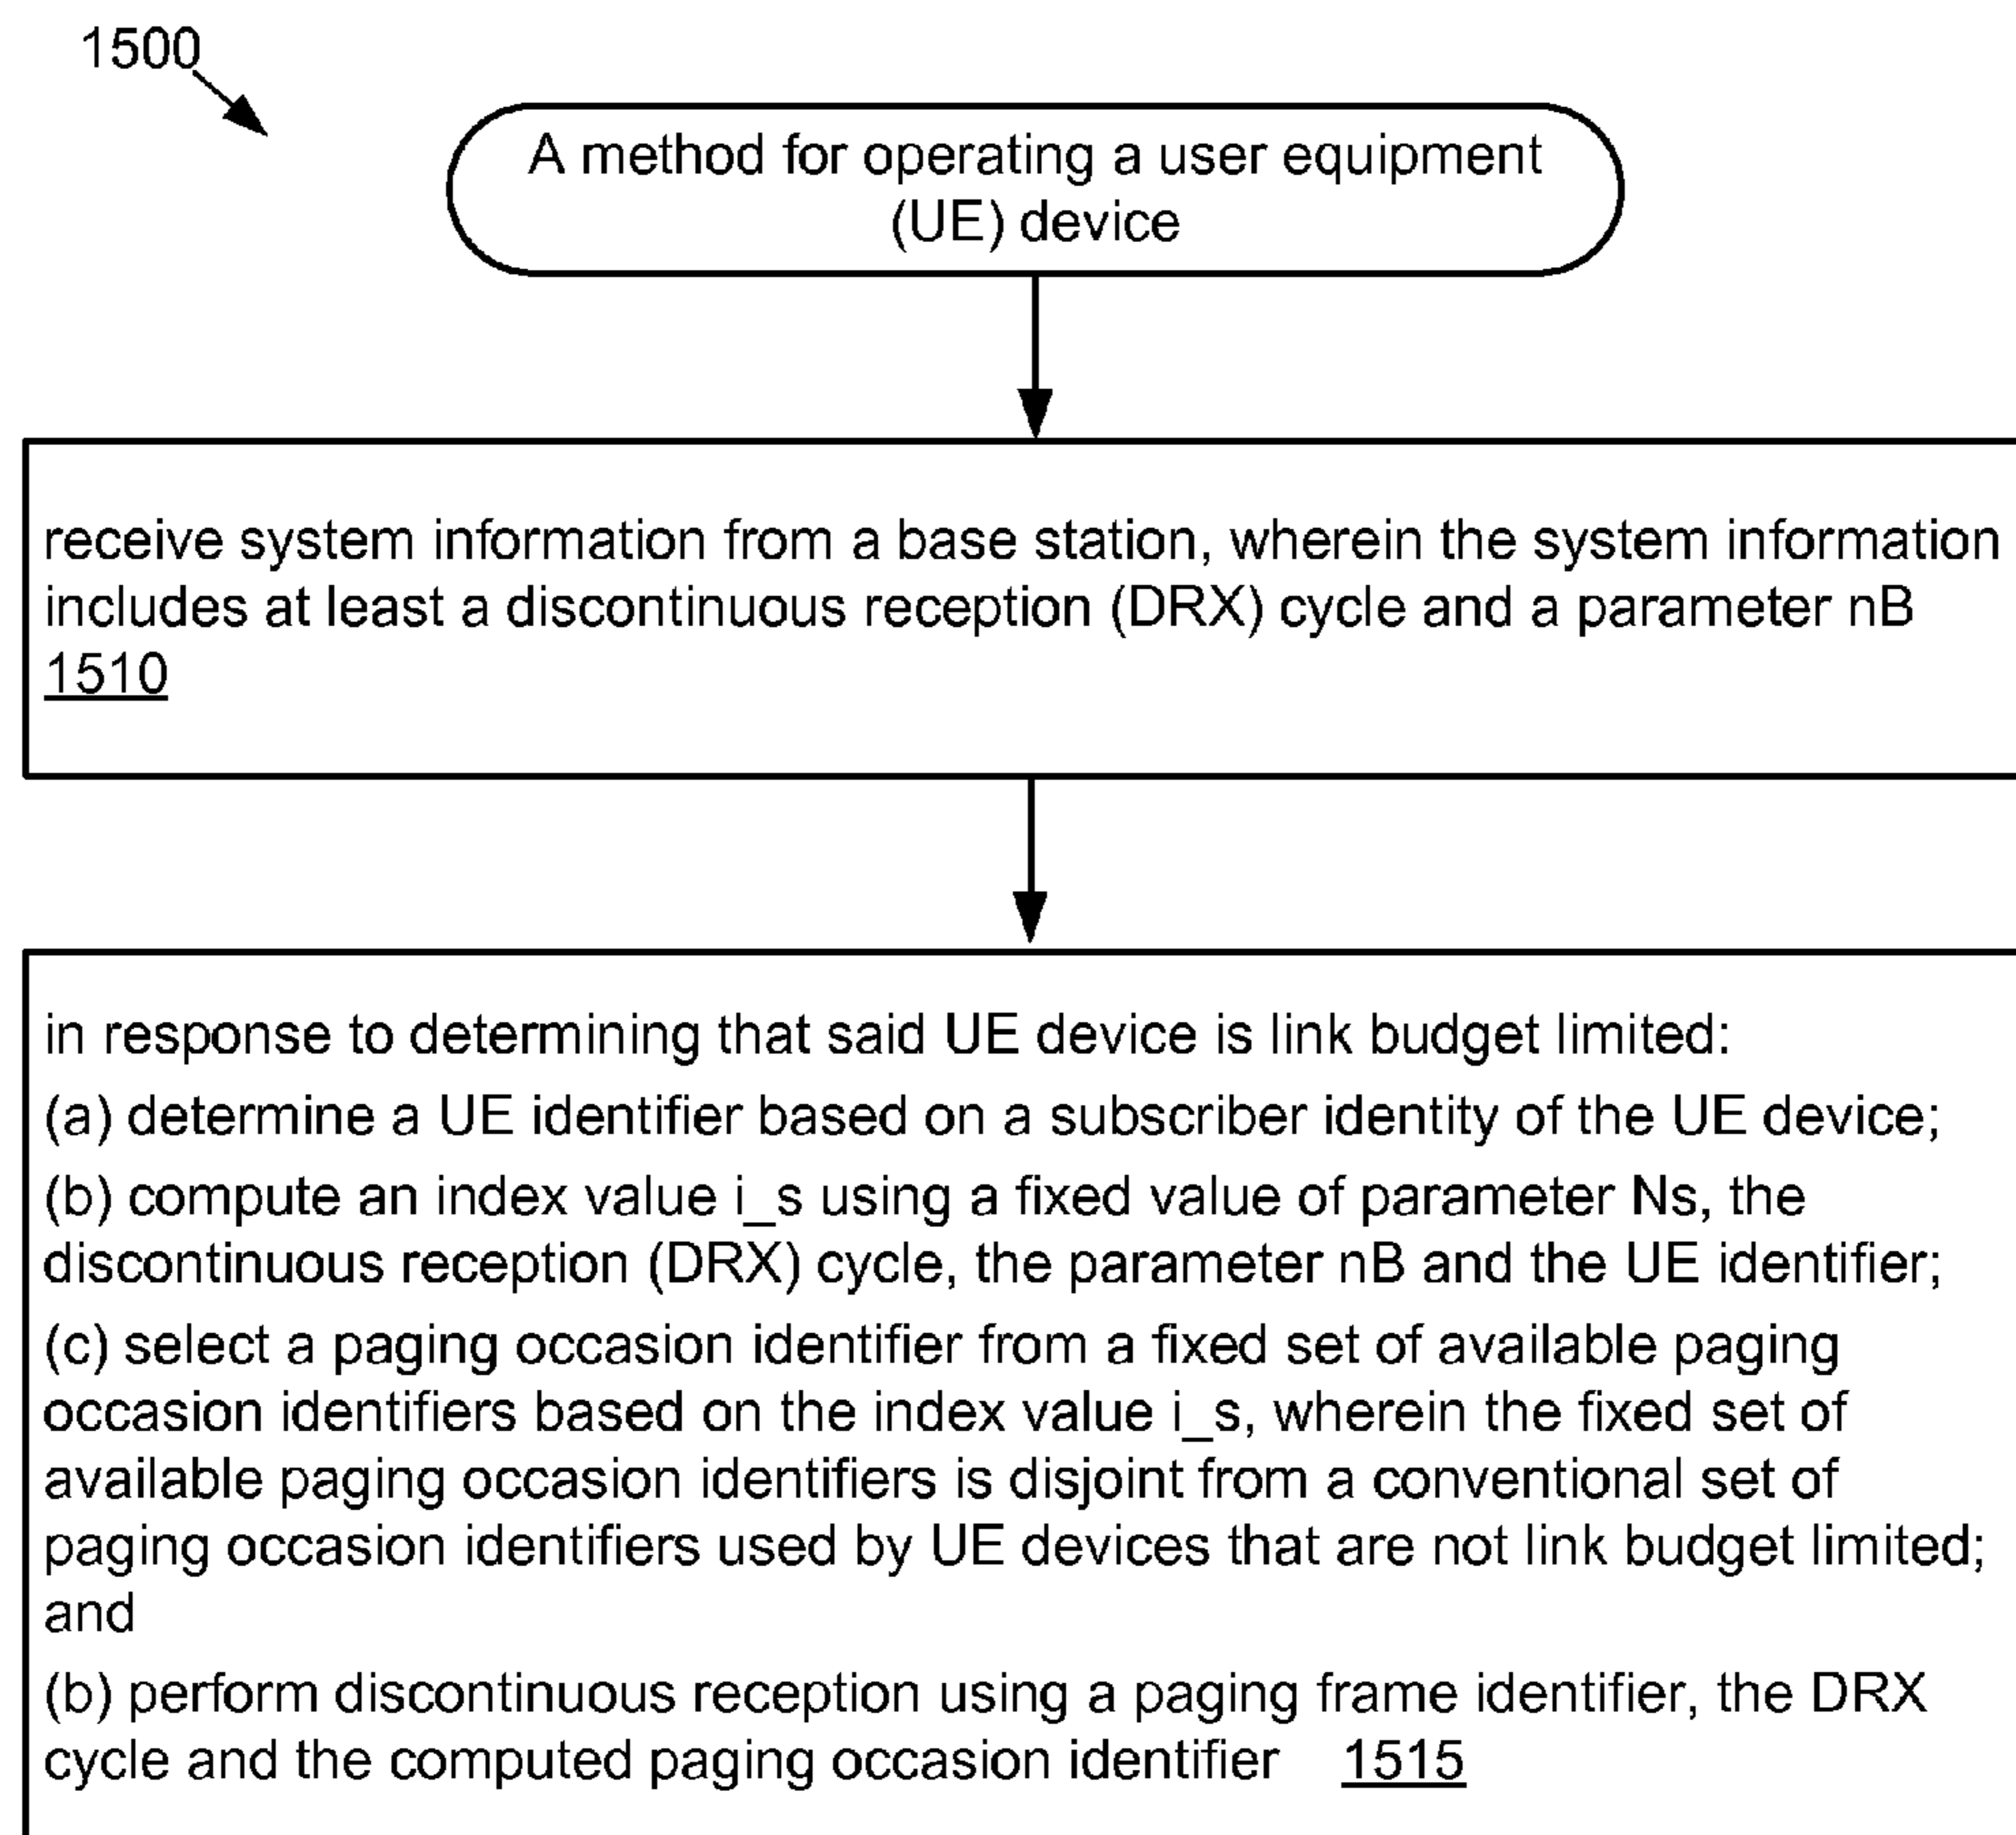 1500
A method for operating a user equipment
(UE) device
receive system information from a base station, wherein the system information
includes at least a discontinuous reception (DRX) cycle and a parameter nB
1510
in response to determining that said UE device is link budget limited:
(a) determine a UE identifier based on a subscriber identity of the UE device;
(b) compute an index value i_s using a fixed value of parameter Ns, the
discontinuous reception (DRX) cycle, the parameter nB and the UE identifier;
(c) select a paging occasion identifier from a fixed set of available paging
occasion identifiers based on the index value i_s, wherein the fixed set of
available paging occasion identifiers is disjoint from a conventional set of
paging occasion identifiers used by UE devices that are not link budget limited;
and
(b) perform discontinuous reception using a paging frame identifier, the DRX
cycle and the computed paging occasion identifier 1515